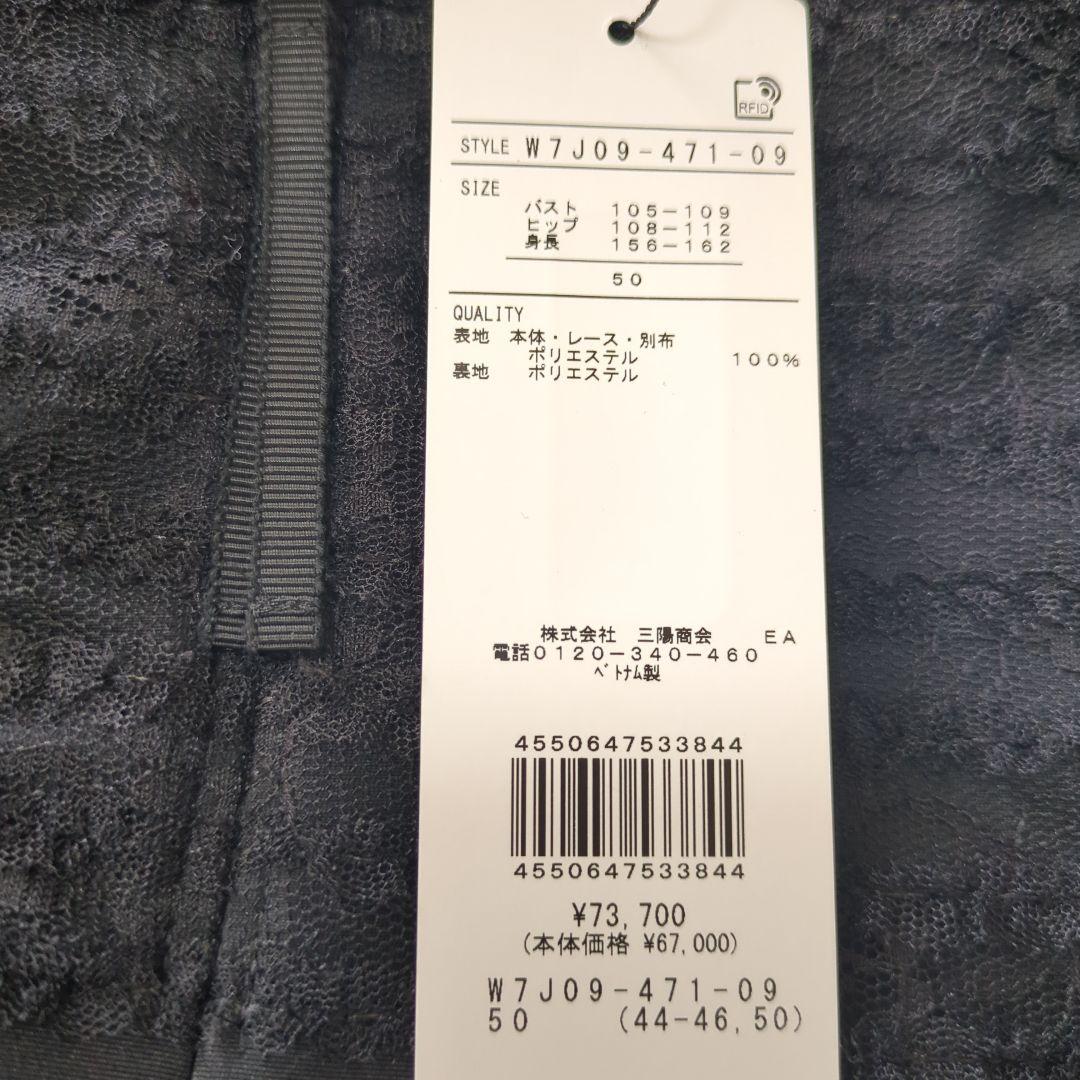 RFID
STYLE W7J09-471-09
SIZE
バスト 105-109
ヒップ 108-112
身長 156-162
50
QUALITY
表地 本体・レース・別布
ポリエステル 100%
裏地 ポリエステル
株式会社 三陽商会 EA
電話0120-340-460
ﾍﾞﾄﾅﾑ製
4550647533844
4550647533844
¥73,700
(本体価格 ¥67,000)
W7J09-471-09
50 (44-46,50)